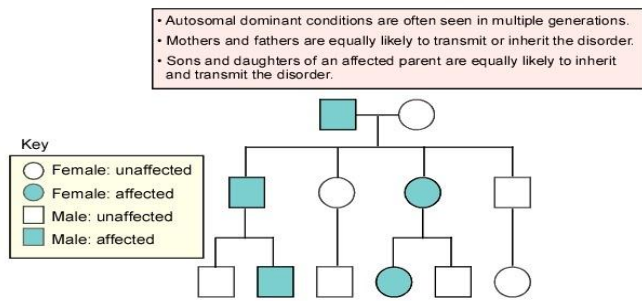 • Autosomal dominant conditions are often seen in multiple generations.
• Mothers and fathers are equally likely to transmit or inherit the disorder.
• Sons and daughters of an affected parent are equally likely to inherit
and transmit the disorder.
Key
Female: unaffected
Female: affected
Male: unaffected
Male: affected